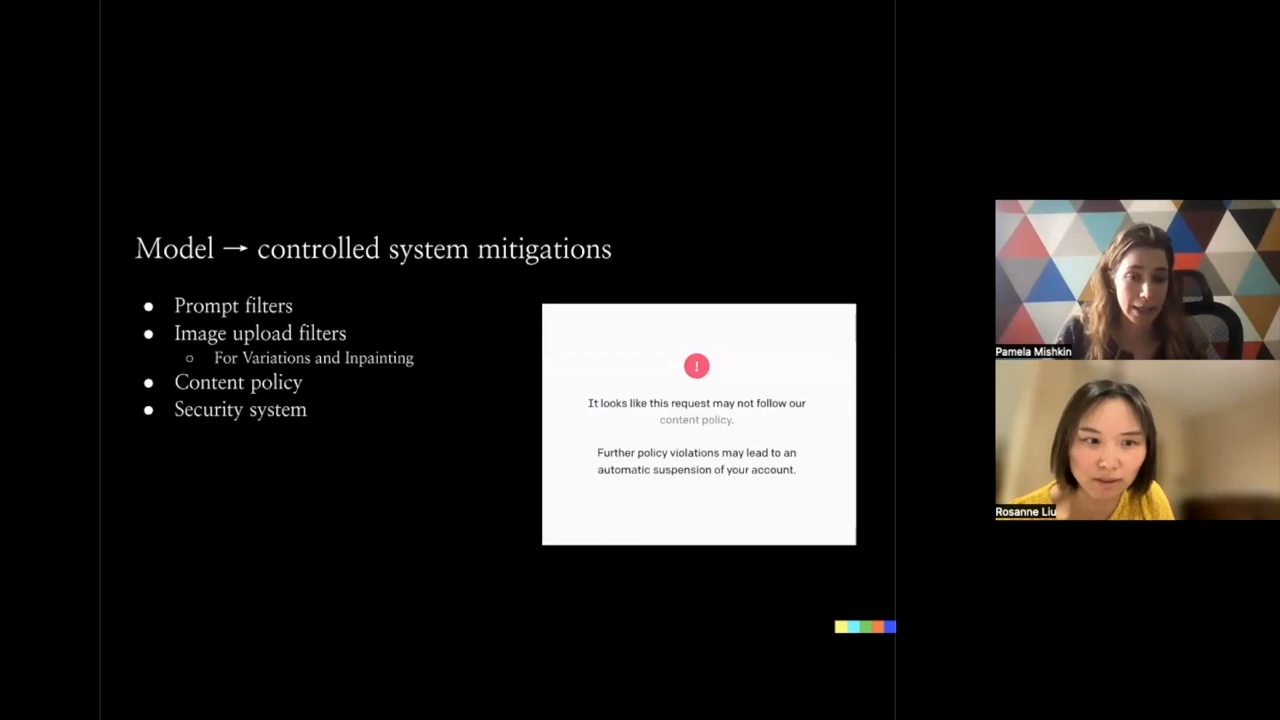 Model → controlled system mitigations
● Prompt filters
● Image upload filters
○ For Variations and Inpainting
● Content policy
● Security system
!
It looks like this request may not follow our
content policy.
Further policy violations may lead to an
automatic suspension of your account.
Pamela Mishkin
Rosanne Liu